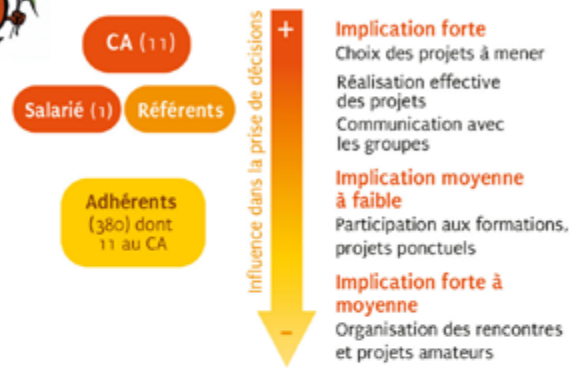 CA (11)
Salarié (1)
Référents
Adhérents
(380) dont
11 au CA
Influence dans la prise de décisions
+
-
Implication forte
Choix des projets à mener
Réalisation effective
des projets
Communication avec
les groupes
Implication moyenne
à faible
Participation aux formations,
projets ponctuels
Implication forte à
moyenne
Organisation des rencontres
et projets amateurs